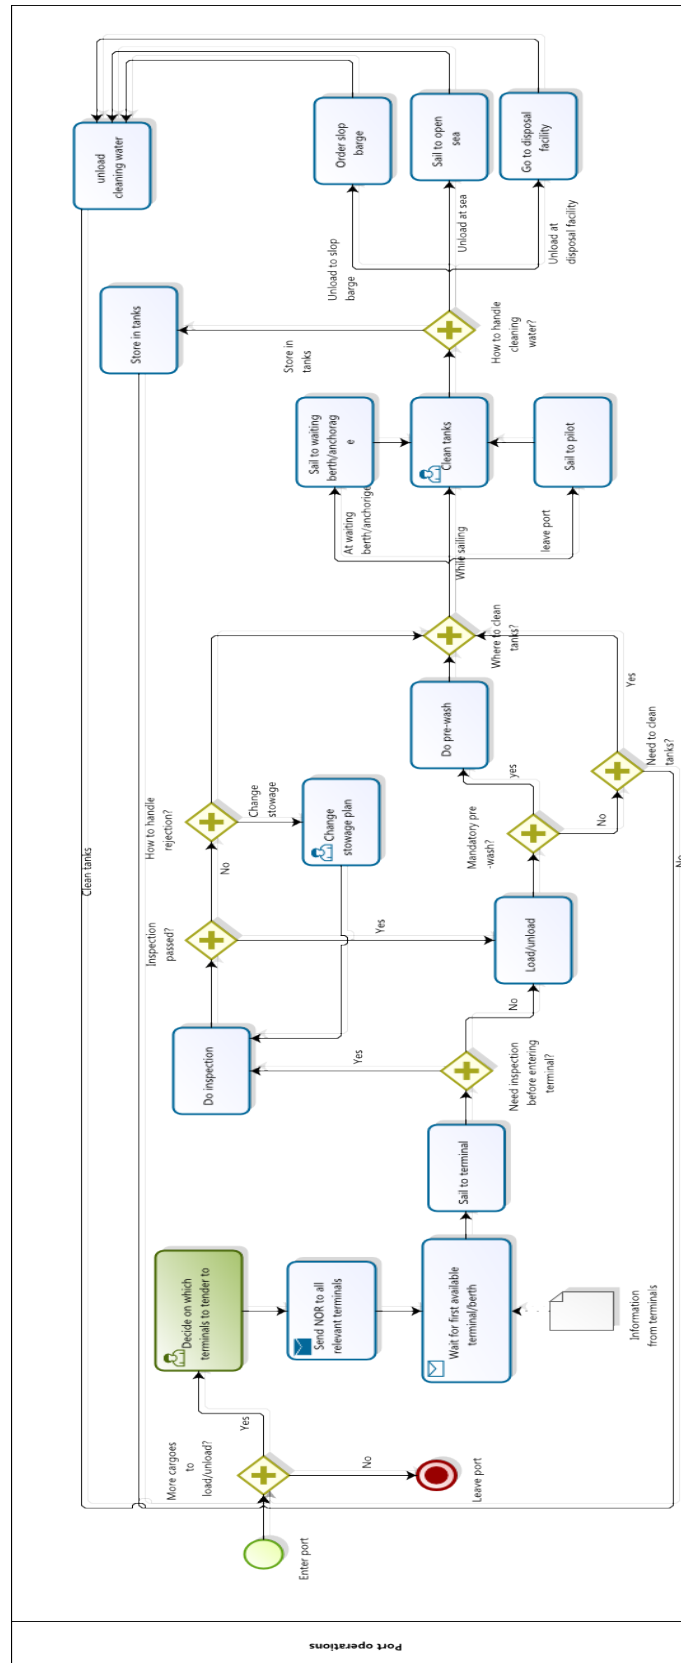 Port operations
Enter port
More cargoes
to
load/unload?
Yes
No
Leave port
Decide on which
terminals to tender to
Send NOR to all
relevant terminals
Wait for first available
terminal/berth
Information
from terminals
Sail to terminal
Need inspection
before entering
terminal?
Yes
No
Do inspection
Inspection
passed?
No
Yes
How to handle
rejection?
Change
stowage
Change
stowage plan
Clean tanks
Load/unload
Mandatory pre
-wash?
yes
No
Do pre-wash
Need to clean
tanks?
Yes
No
Where to clean
tanks?
At waiting
berth/anchorige
While sailing
leave port
Sail to waiting
berth/anchorag
e
Clean tanks
Sail to pilot
How to handle
cleaning
water?
Store in
tanks
Store in tanks
Unload to slop
barge
Unload at sea
Unload at
disposal facility
Order slop
barge
Sail to open
sea
Go to disposal
facility
unload
cleaning water